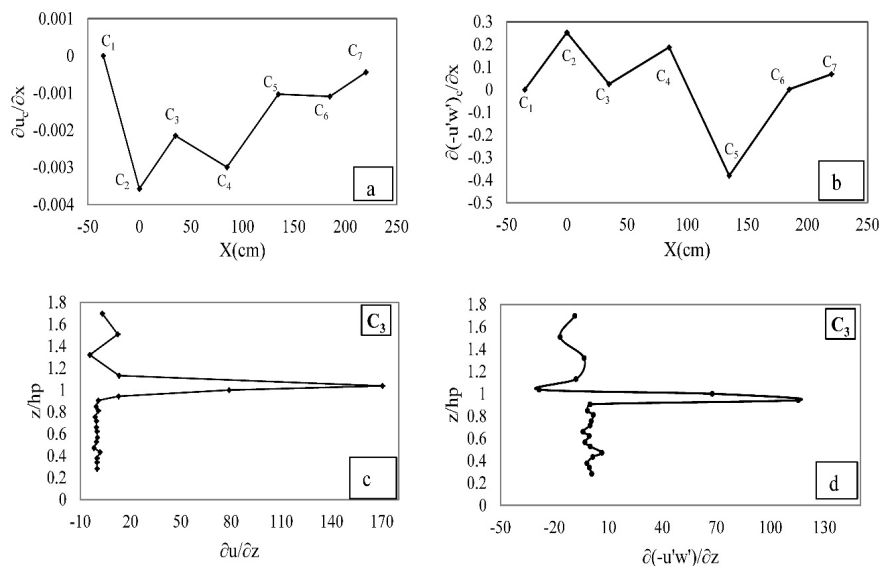 0.001
0
-0.001
-0.002
-0.003
-0.004
∂u_c/∂x
C₁
C₂
C₃
C₄
C₅
C₆
C₇
a
-50 0 50 100 150 200 250
X(cm)
0.3
0.2
0.1
0
-0.1
-0.2
-0.3
-0.4
-0.5
∂(-u'w')_c/∂x
C₁
C₂
C₃
C₄
C₅
C₆
C₇
b
-50 0 50 100 150 200 250
X(cm)
1.8
1.6
1.4
1.2
1
0.8
0.6
0.4
0.2
0
z/hp
C₃
c
-10 20 50 80 110 140 170
∂u/∂z
1.8
1.6
1.4
1.2
1
0.8
0.6
0.4
0.2
0
z/hp
C₃
d
-50 -20 10 40 70 100 130
∂(-u'w')/∂z